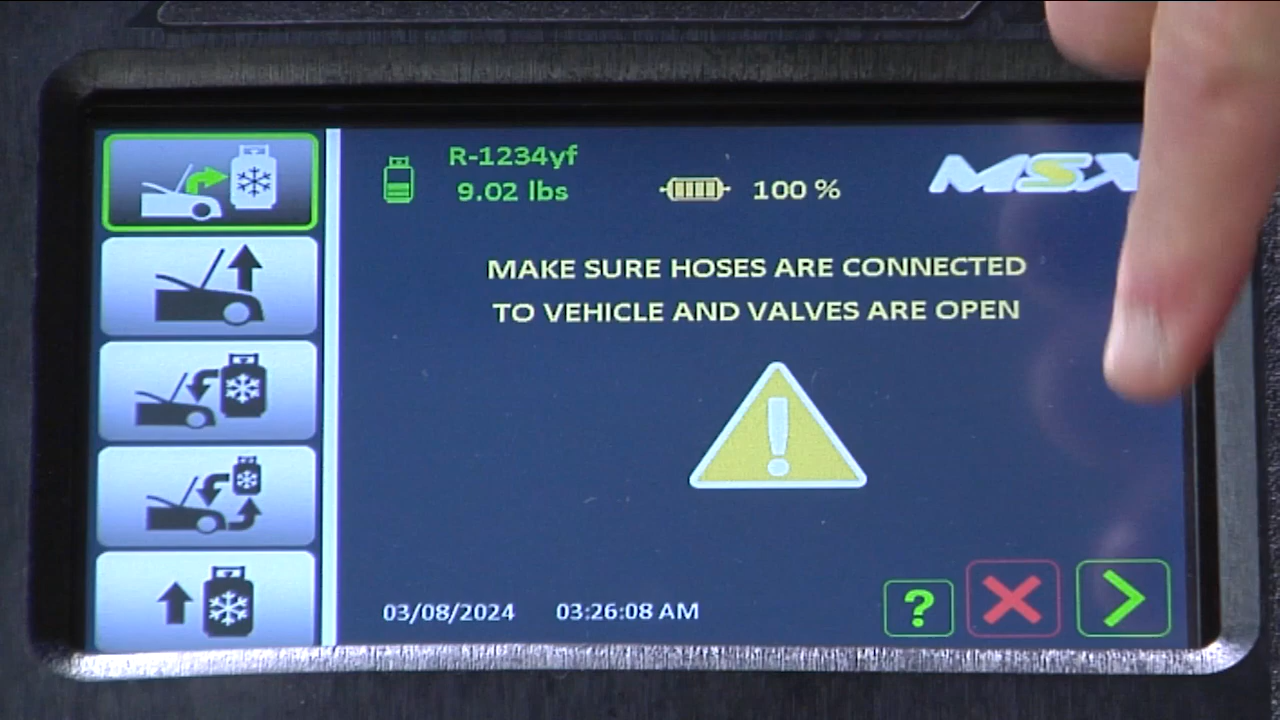 R-1234yf
9.02 lbs
100 %
MSX
MAKE SURE HOSES ARE CONNECTED
TO VEHICLE AND VALVES ARE OPEN
03/08/2024 03:26:08 AM
?